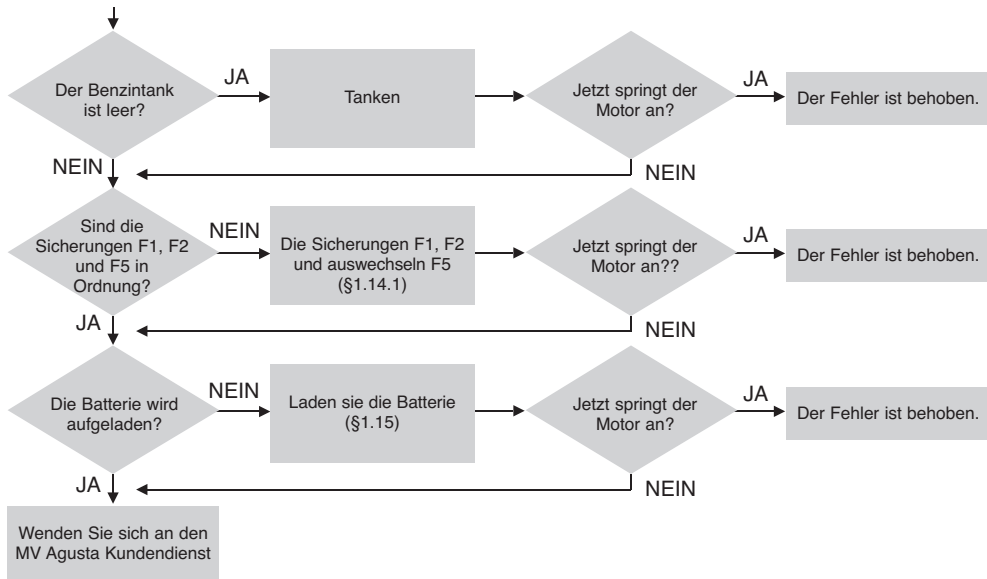 Der Benzintank
ist leer?
JA
Tanken
Jetzt springt der
Motor an?
JA
Der Fehler ist behoben.
NEIN
NEIN
Sind die
Sicherungen F1, F2
und F5 in
Ordnung?
NEIN
Die Sicherungen F1, F2
und auswechseln F5
(§1.14.1)
Jetzt springt der
Motor an??
JA
Der Fehler ist behoben.
JA
NEIN
Die Batterie wird
aufgeladen?
NEIN
Laden sie die Batterie
(§1.15)
Jetzt springt der
Motor an?
JA
Der Fehler ist behoben.
JA
NEIN
Wenden Sie sich an den
MV Agusta Kundendienst